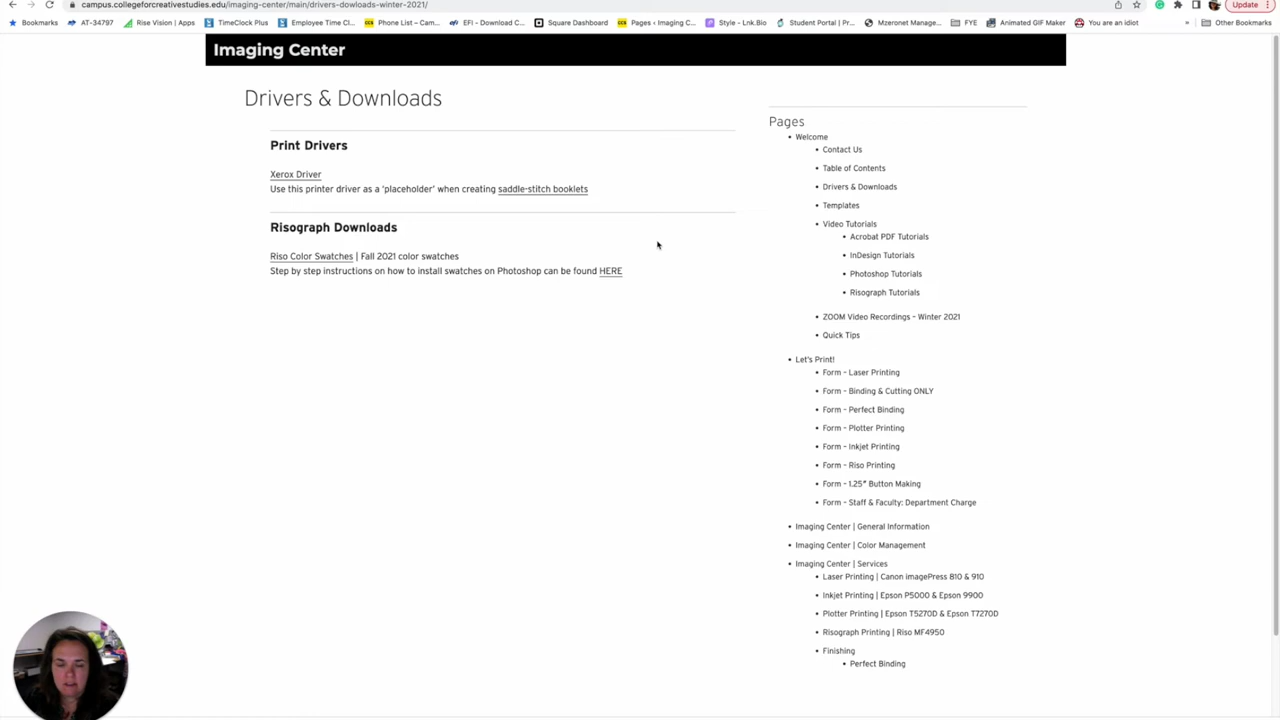 campus.collegeforcreativestudies.edu/imaging-center/main/drivers-dowloads-winter-2021/
Update
Bookmarks
AT-34797
Rise Vision | Apps
TimeClock Plus
Employee Time Cl...
Phone List – Cam...
EFI - Download C...
Square Dashboard
Pages ‹ Imaging C...
Style - Lnk.Bio
Student Portal | Pr...
Mzeronet Manage...
FYE
Animated GIF Maker
You are an idiot
»
Other Bookmarks
Imaging Center
Drivers & Downloads
Print Drivers
Xerox Driver
Use this printer driver as a 'placeholder' when creating saddle-stitch booklets
Risograph Downloads
Riso Color Swatches | Fall 2021 color swatches
Step by step instructions on how to install swatches on Photoshop can be found HERE
Pages
• Welcome
• Contact Us
• Table of Contents
• Drivers & Downloads
• Templates
• Video Tutorials
• Acrobat PDF Tutorials
• InDesign Tutorials
• Photoshop Tutorials
• Risograph Tutorials
• ZOOM Video Recordings – Winter 2021
• Quick Tips
• Let's Print!
• Form – Laser Printing
• Form – Binding & Cutting ONLY
• Form – Perfect Binding
• Form – Plotter Printing
• Form – Inkjet Printing
• Form – Riso Printing
• Form – 1.25″ Button Making
• Form – Staff & Faculty: Department Charge
• Imaging Center | General Information
• Imaging Center | Color Management
• Imaging Center | Services
• Laser Printing | Canon imagePress 810 & 910
• Inkjet Printing | Epson P5000 & Epson 9900
• Plotter Printing | Epson T5270D & Epson T7270D
• Risograph Printing | Riso MF4950
• Finishing
• Perfect Binding